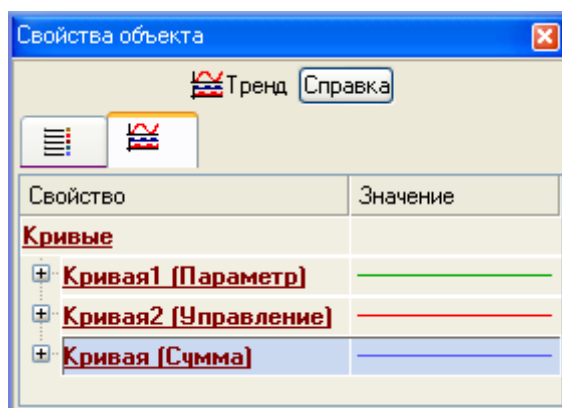 Свойства объекта
Тренд Справка
Свойство Значение
Кривые
Кривая1 (Параметр)
Кривая2 (Управление)
Кривая (Сумма)